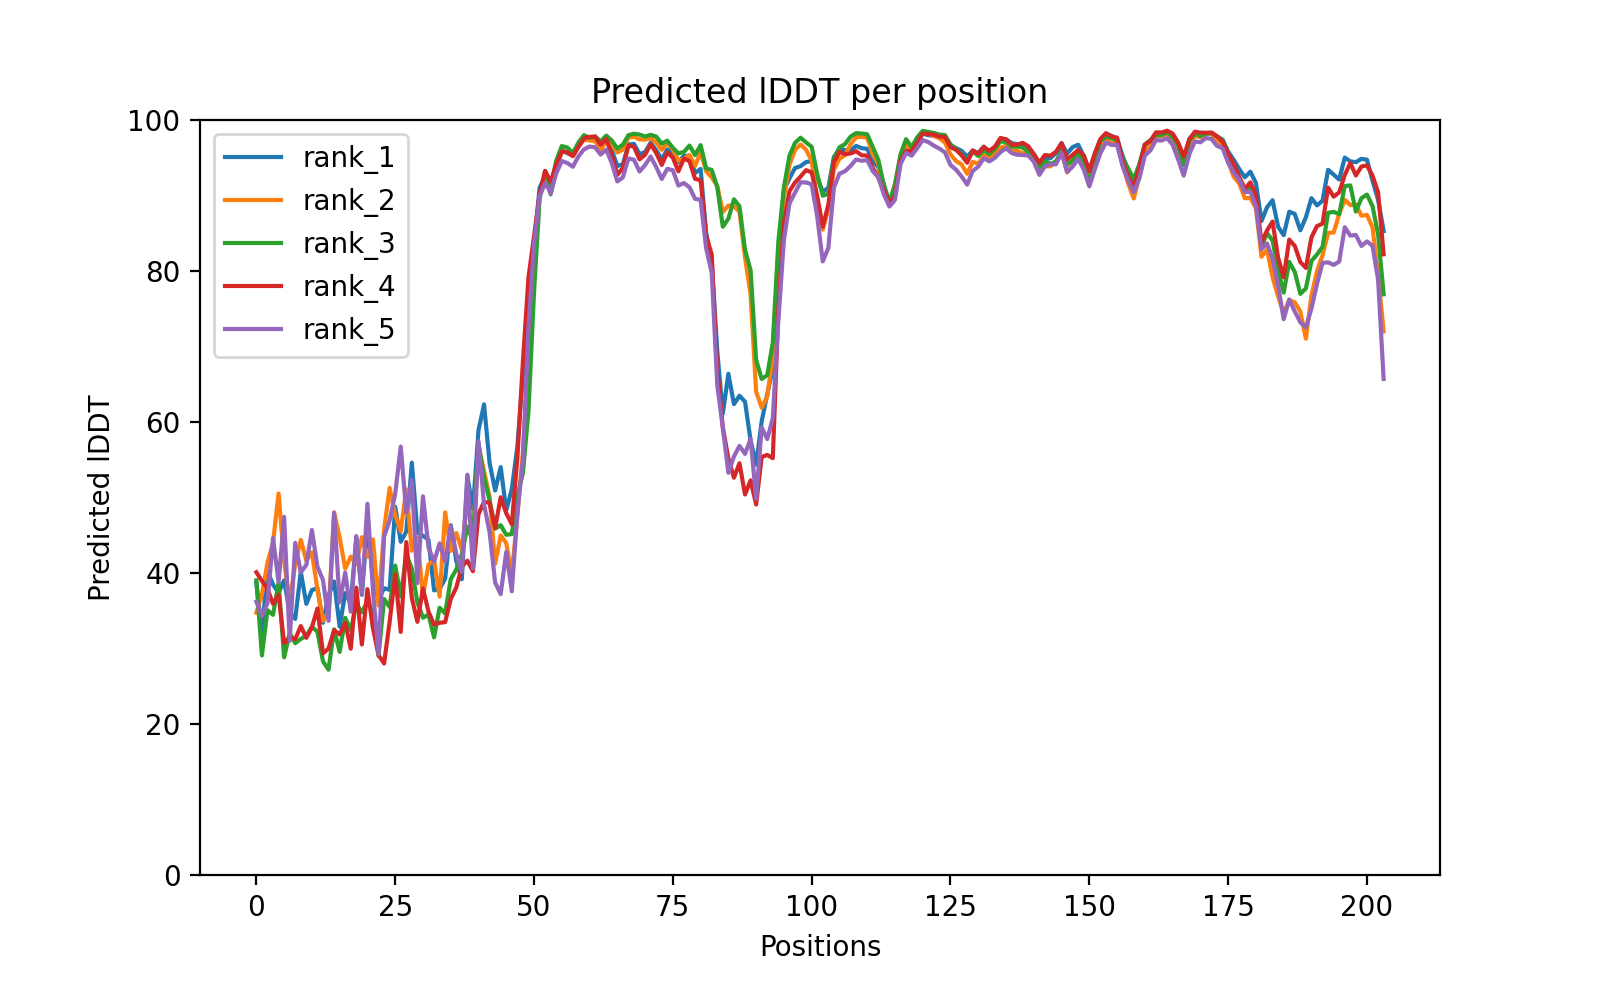 Predicted lDDT per position
100
80
60
40
20
0
Predicted lDDT
rank_1
rank_2
rank_3
rank_4
rank_5
0 25 50 75 100 125 150 175 200
Positions